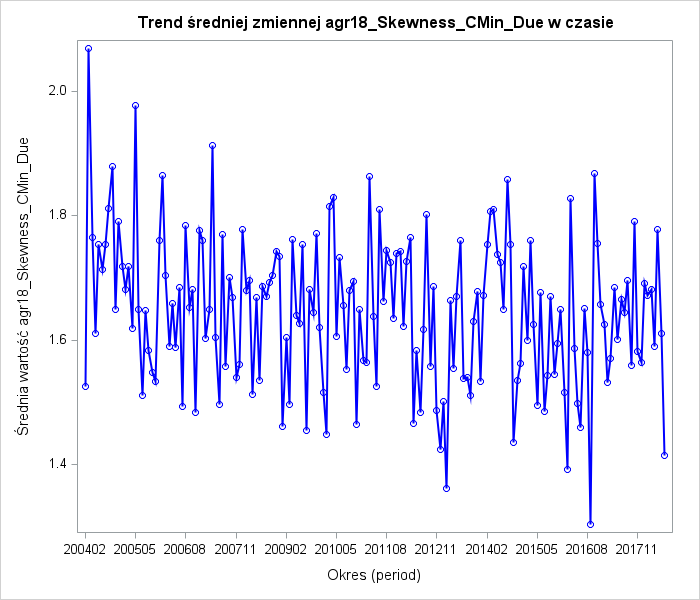 Trend średniej zmiennej agr18_Skewness_CMin_Due w czasie
Średnia wartość agr18_Skewness_CMin_Due
2.0
1.8
1.6
1.4
200402 200505 200608 200711 200902 201005 201108 201211 201402 201505 201608 201711
Okres (period)